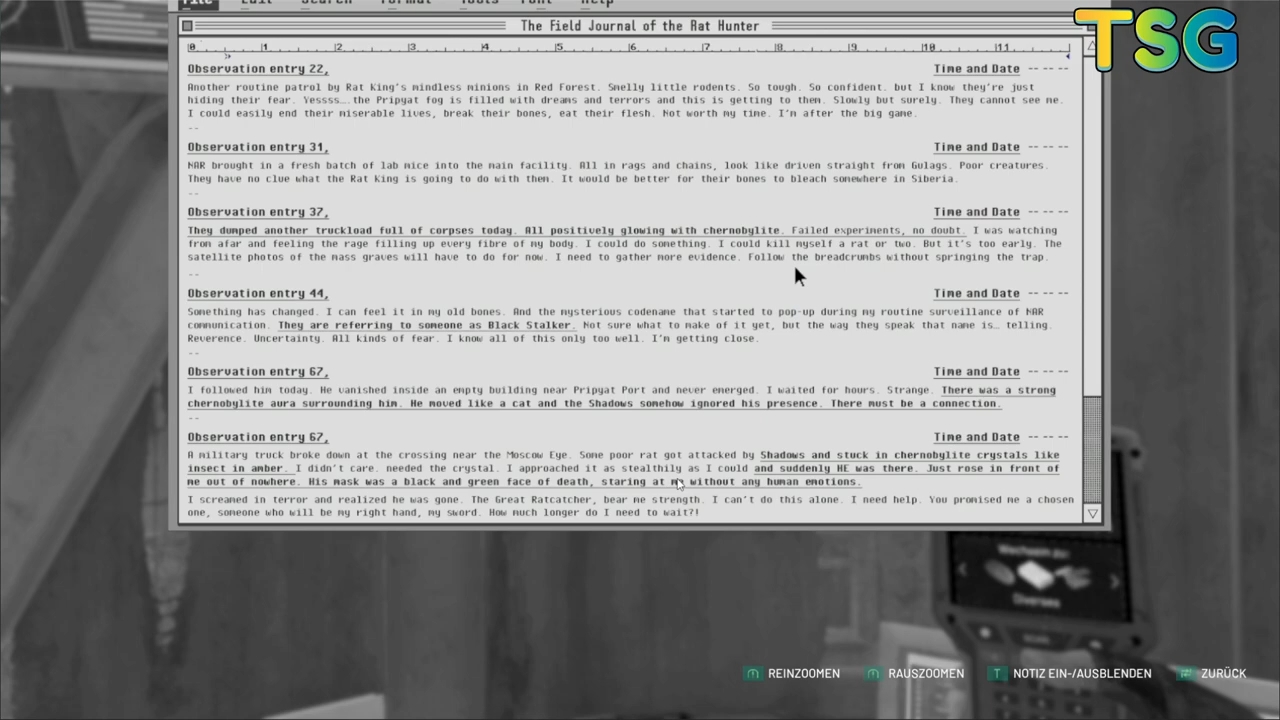 File Edit Search Format Tools Font Help
The Field Journal of the Rat Hunter
TSG
0 1 2 3 4 5 6 7 8 9 10 11
Observation entry 22, Time and Date -- -- --
Another routine patrol by Rat King's mindless minions in Red Forest. Smelly little rodents. So tough. So confident. but I know they're just
hiding their fear. Yessss….the Pripyat fog is filled with dreams and terrors and this is getting to them. Slowly but surely. They cannot see me.
I could easily end their miserable lives, break their bones, eat their flesh. Not worth my time. I'm after the big game.
--
Observation entry 31, Time and Date -- -- --
NAR brought in a fresh batch of lab mice into the main facility. All in rags and chains, look like driven straight from Gulags. Poor creatures.
They have no clue what the Rat King is going to do with them. It would be better for their bones to bleach somewhere in Siberia.
--
Observation entry 37, Time and Date -- -- --
They dumped another truckload full of corpses today. All positively glowing with chernobylite. Failed experiments, no doubt. I was watching
from afar and feeling the rage filling up every fibre of my body. I could do something. I could kill myself a rat or two. But it's too early. The
satellite photos of the mass graves will have to do for now. I need to gather more evidence. Follow the breadcrumbs without springing the trap.
--
Observation entry 44, Time and Date -- -- --
Something has changed. I can feel it in my old bones. And the mysterious codename that started to pop-up during my routine surveillance of NAR
communication. They are referring to someone as Black Stalker. Not sure what to make of it yet, but the way they speak that name is… telling.
Reverence. Uncertainty. All kinds of fear. I know all of this only too well. I'm getting close.
--
Observation entry 67, Time and Date -- -- --
I followed him today. He vanished inside an empty building near Pripyat Port and never emerged. I waited for hours. Strange. There was a strong
chernobylite aura surrounding him. He moved like a cat and the Shadows somehow ignored his presence. There must be a connection.
--
Observation entry 67, Time and Date -- -- --
A military truck broke down at the crossing near the Moscow Eye. Some poor rat got attacked by Shadows and stuck in chernobylite crystals like
insect in amber. I didn't care. needed the crystal. I approached it as stealthily as I could and suddenly HE was there. Just rose in front of
me out of nowhere. His mask was a black and green face of death, staring at me without any human emotions.
I screamed in terror and realized he was gone. The Great Ratcatcher, bear me strength. I can't do this alone. I need help. You promised me a chosen
one, someone who will be my right hand, my sword. How much longer do I need to wait?!
Diverses
REINZOOMEN RAUSZOOMEN T NOTIZ EIN-/AUSBLENDEN ZURÜCK